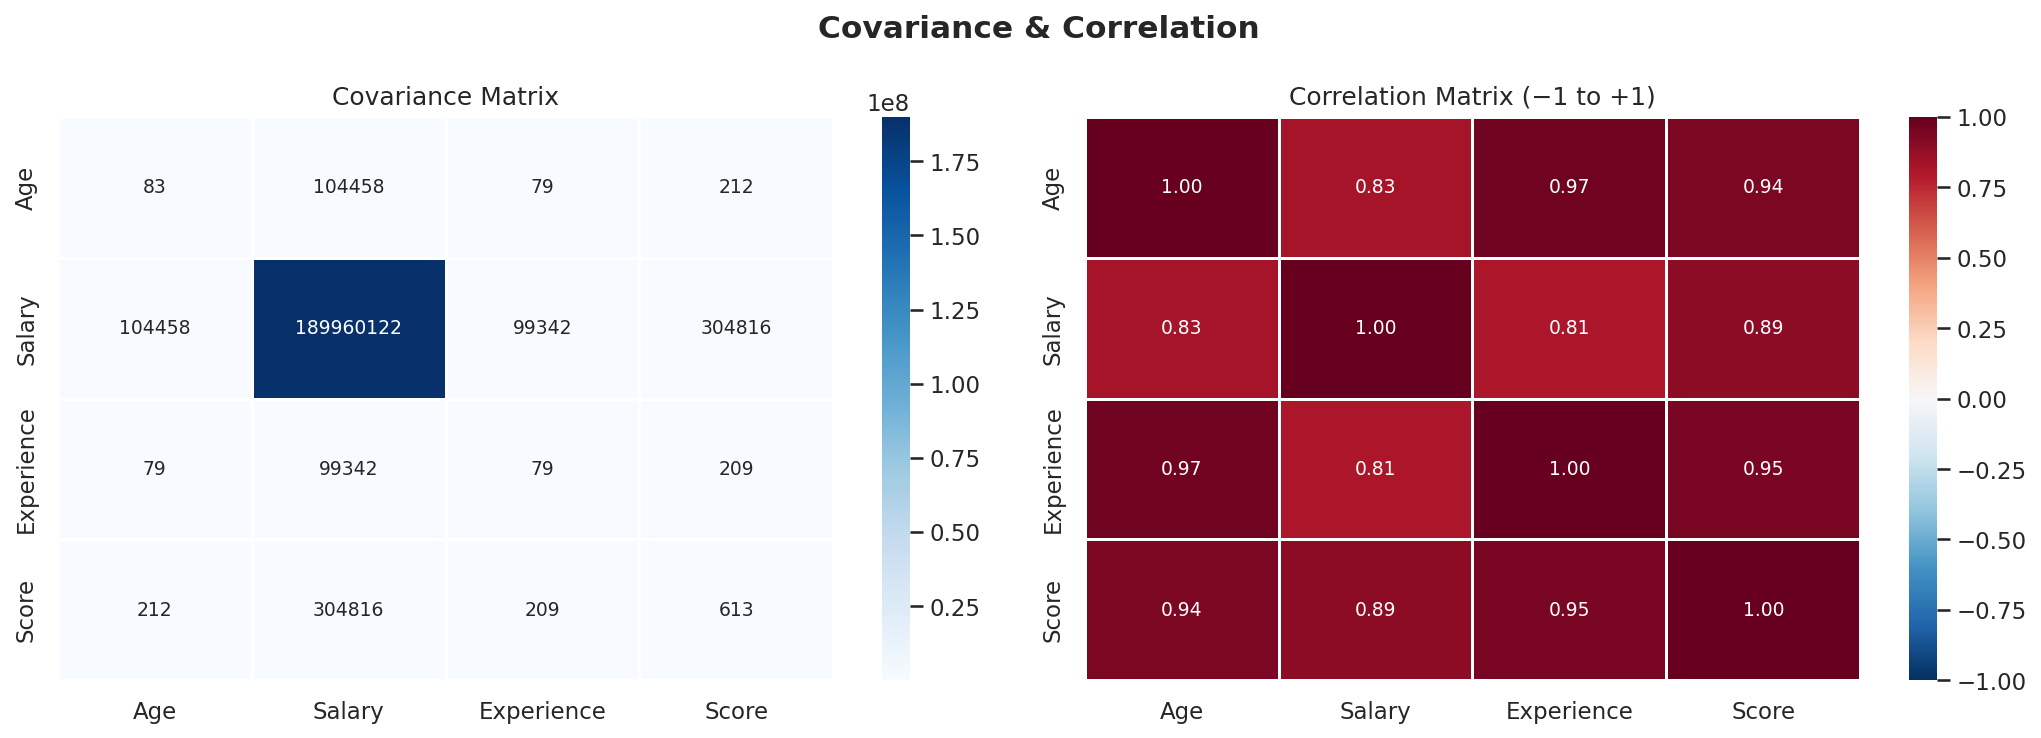 Covariance & Correlation
Covariance Matrix
1e8
Age 83 104458 79 212
Salary 104458 189960122 99342 304816
Experience 79 99342 79 209
Score 212 304816 209 613
Age Salary Experience Score
1.75
1.50
1.25
1.00
0.75
0.50
0.25
Correlation Matrix (−1 to +1)
Age 1.00 0.83 0.97 0.94
Salary 0.83 1.00 0.81 0.89
Experience 0.97 0.81 1.00 0.95
Score 0.94 0.89 0.95 1.00
Age Salary Experience Score
1.00
0.75
0.50
0.25
0.00
−0.25
−0.50
−0.75
−1.00